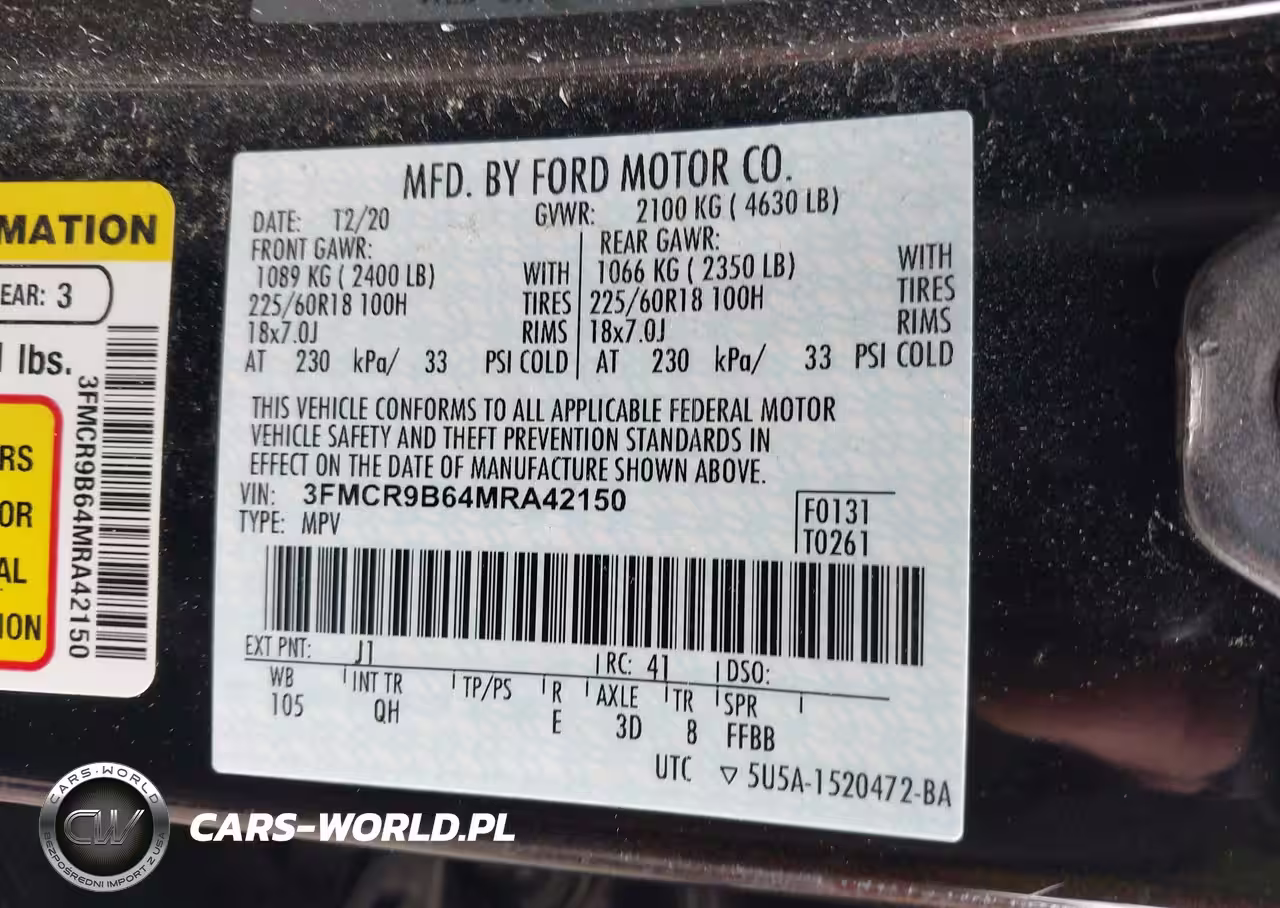 MATION
EAR: 3
lbs.
3FMCR9B64MRA42150
RS
OR
AL
ION
MFD. BY FORD MOTOR CO.
DATE: 12/20 GVWR: 2100 KG ( 4630 LB)
FRONT GAWR: REAR GAWR:
1089 KG ( 2400 LB) WITH 1066 KG ( 2350 LB) WITH
225/60R18 100H TIRES 225/60R18 100H TIRES
18x7.0J RIMS 18x7.0J RIMS
AT 230 kPa/ 33 PSI COLD AT 230 kPa/ 33 PSI COLD
THIS VEHICLE CONFORMS TO ALL APPLICABLE FEDERAL MOTOR
VEHICLE SAFETY AND THEFT PREVENTION STANDARDS IN
EFFECT ON THE DATE OF MANUFACTURE SHOWN ABOVE.
VIN: 3FMCR9B64MRA42150
TYPE: MPV
F0131
T0261
EXT PNT: J1 RC: 41 DSO:
WB INT TR TP/PS R AXLE TR SPR
105 QH E 3D 8 FFBB
UTC ▽ 5U5A-1520472-BA
CARS-WORLD
CW
BEZPOŚREDNI IMPORT Z USA
CARS-WORLD.PL